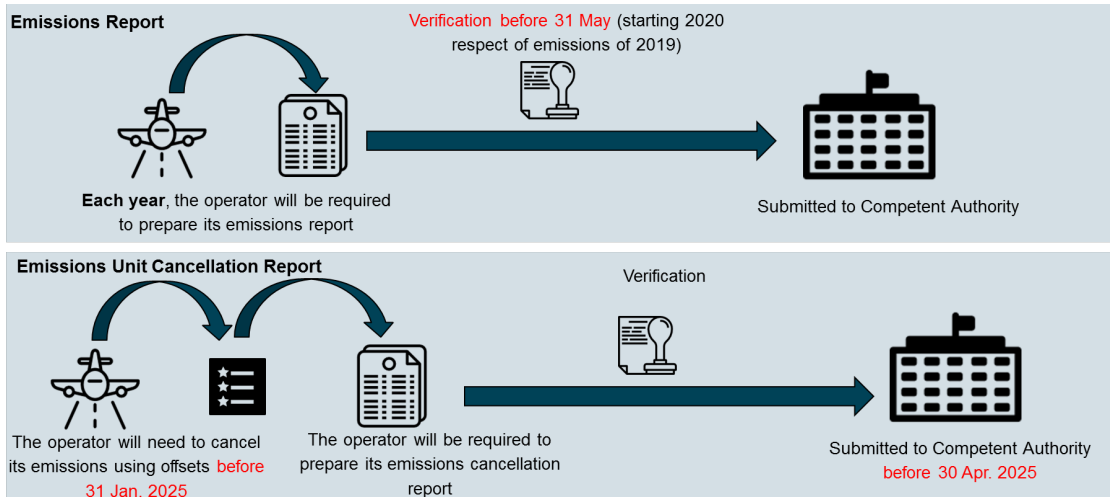 Emissions Report
Verification before 31 May (starting 2020
respect of emissions of 2019)
Each year, the operator will be required
to prepare its emissions report
Submitted to Competent Authority
Emissions Unit Cancellation Report
Verification
The operator will need to cancel
its emissions using offsets before
31 Jan. 2025
The operator will be required to
prepare its emissions cancellation
report
Submitted to Competent Authority
before 30 Apr. 2025